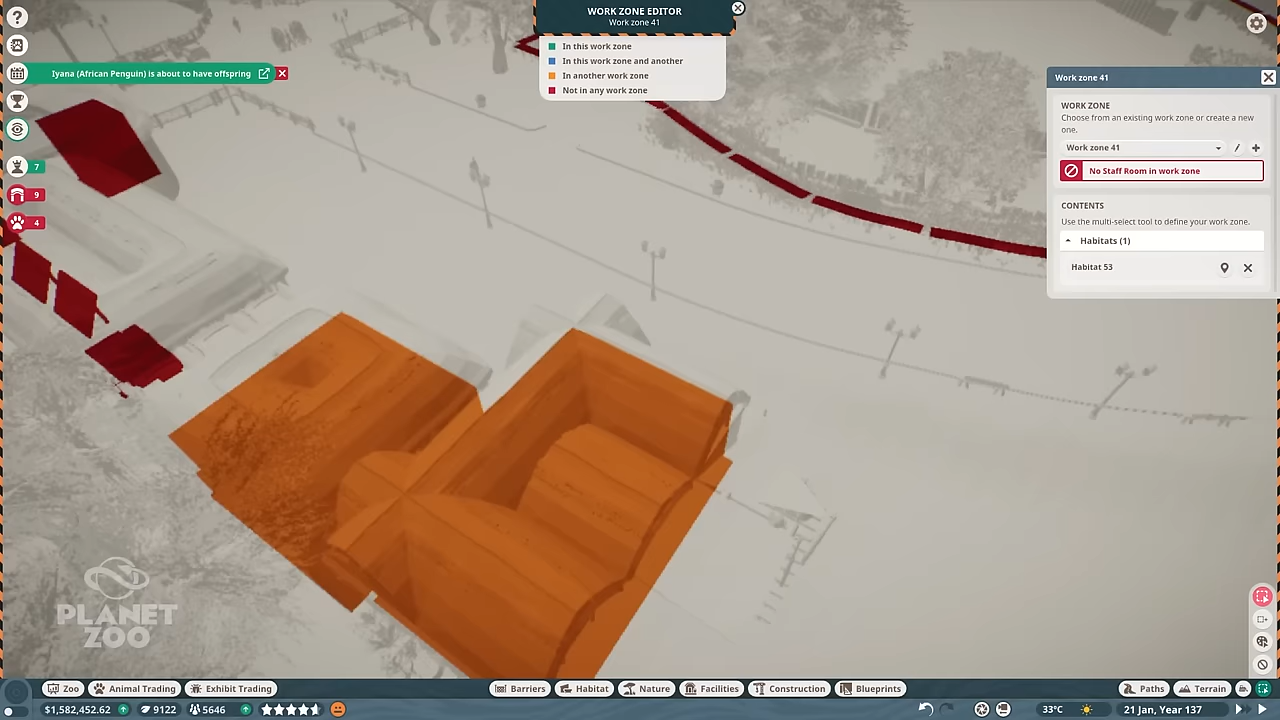 WORK ZONE EDITOR
Work zone 41
In this work zone
In this work zone and another
In another work zone
Not in any work zone
Iyana (African Penguin) is about to have offspring
7
9
4
Work zone 41
WORK ZONE
Choose from an existing work zone or create a new
one.
Work zone 41
No Staff Room in work zone
CONTENTS
Use the multi-select tool to define your work zone.
Habitats (1)
Habitat 53
PLANET
ZOO
Zoo
Animal Trading
Exhibit Trading
Barriers
Habitat
Nature
Facilities
Construction
Blueprints
Paths
Terrain
$1,582,452.62
9122
5646
33°C
21 Jan, Year 137